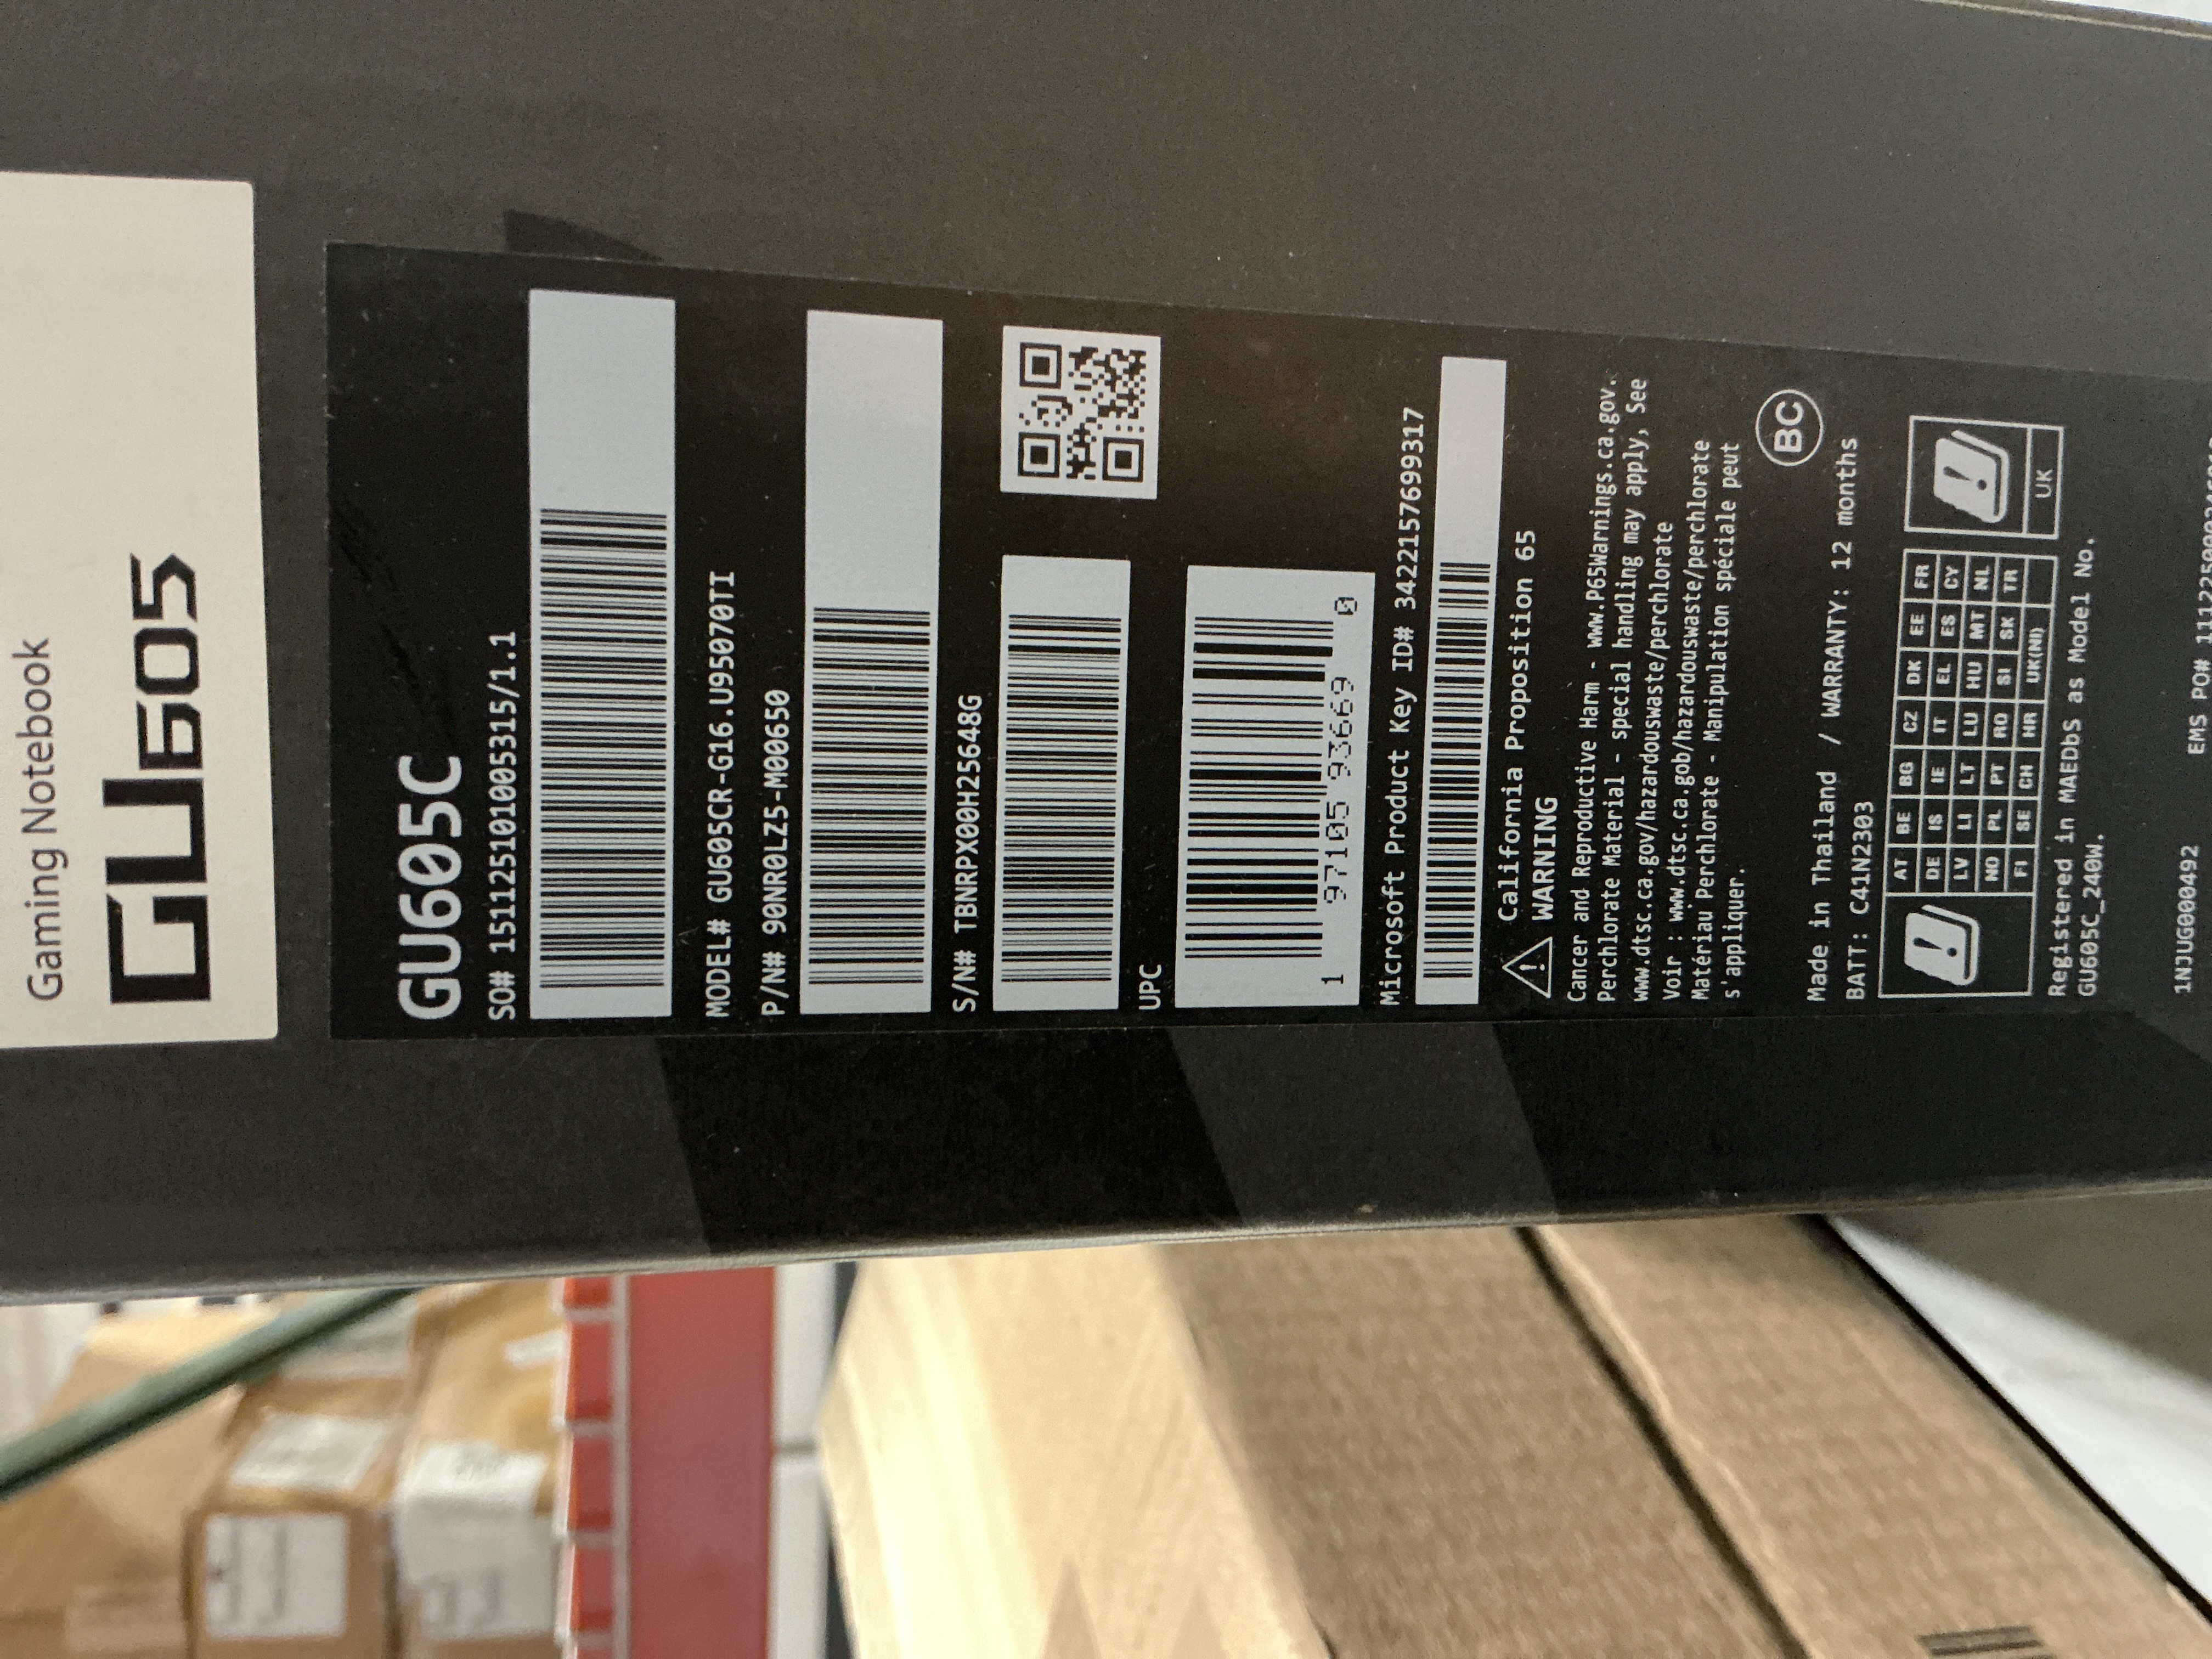 Gaming Notebook
GU605
GU605C
SO# 151125101005315/1.1
MODEL# GU605CR-G16.U95070TI
P/N# 90NR0LZ5-M00650
S/N# TBNRPX00H25648G
UPC
1 97105 93669 0
Microsoft Product Key ID# 3422157699317
California Proposition 65
WARNING
Cancer and Reproductive Harm - www.P65Warnings.ca.gov.
Perchlorate Material - special handling may apply, See
www.dtsc.ca.gov/hazardouswaste/perchlorate
Voir : www.dtsc.ca.gob/hazardouswaste/perchlorate
Matériau Perchlorate - Manipulation spéciale peut
s'appliquer.
BC
Made in Thailand / WARRANTY: 12 months
BATT: C41N2303
AT BE BG CZ DK EE FR
DE IS IE IT EL ES CY
LV LI LT LU HU MT NL
NO PL PT RO SI SK TR
FI SE CH HR UK(NI)
UK
Registered in MAEDbS as Model No.
GU605C_240W.
1NJUG000492 EMS PO#